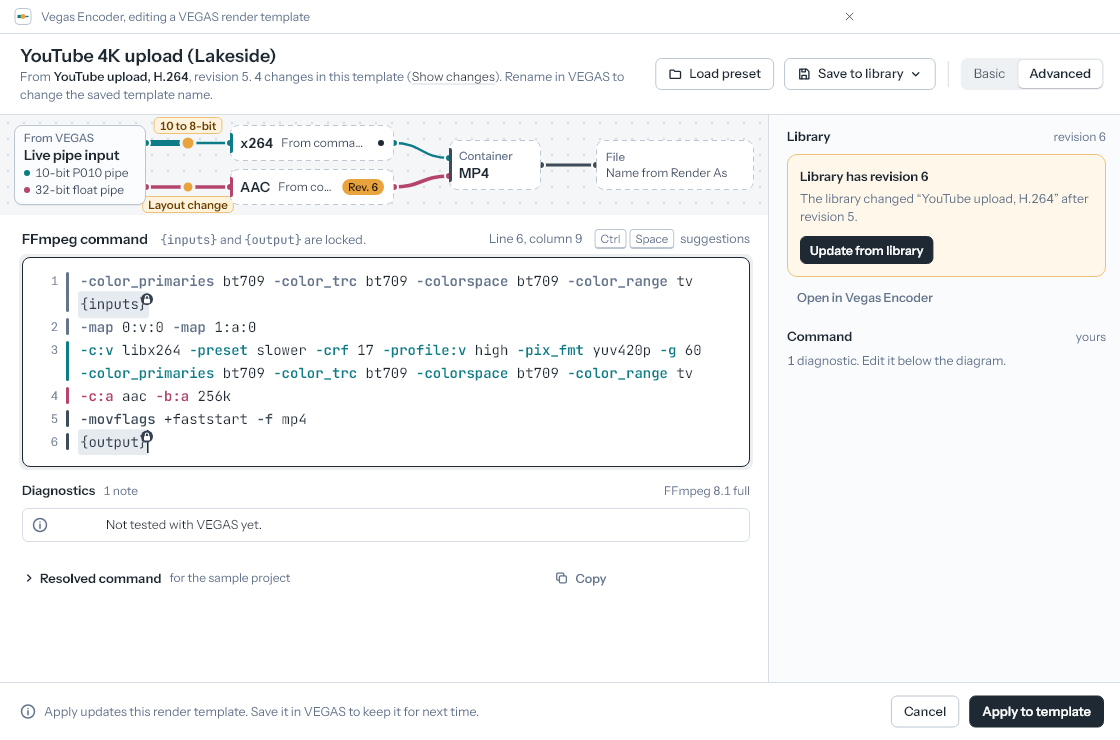 Vegas Encoder, editing a VEGAS render template
YouTube 4K upload (Lakeside)
From YouTube upload, H.264, revision 5. 4 changes in this template (Show changes). Rename in VEGAS to
change the saved template name.
Load preset
Save to library
Basic
Advanced
From VEGAS
Live pipe input
10-bit P010 pipe
32-bit float pipe
10 to 8-bit
Layout change
x264 From comma...
AAC From co... Rev. 6
Container
MP4
File
Name from Render As
FFmpeg command {inputs} and {output} are locked.
Line 6, column 9 Ctrl Space suggestions
1 -color_primaries bt709 -color_trc bt709 -colorspace bt709 -color_range tv
{inputs}
2 -map 0:v:0 -map 1:a:0
3 -c:v libx264 -preset slower -crf 17 -profile:v high -pix_fmt yuv420p -g 60
-color_primaries bt709 -color_trc bt709 -colorspace bt709 -color_range tv
4 -c:a aac -b:a 256k
5 -movflags +faststart -f mp4
6 {output}
Diagnostics 1 note
FFmpeg 8.1 full
Not tested with VEGAS yet.
Resolved command for the sample project
Copy
Library
revision 6
Library has revision 6
The library changed “YouTube upload, H.264” after
revision 5.
Update from library
Open in Vegas Encoder
Command
yours
1 diagnostic. Edit it below the diagram.
Apply updates this render template. Save it in VEGAS to keep it for next time.
Cancel
Apply to template